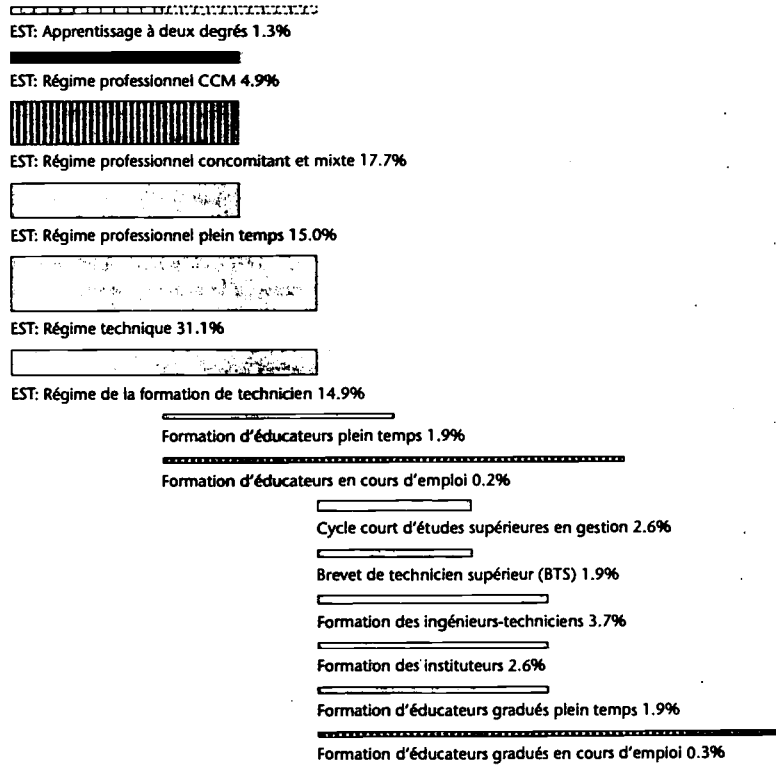 EST: Apprentissage à deux degrés 1.3%
EST: Régime professionnel CCM 4.9%
EST: Régime professionnel concomitant et mixte 17.7%
EST: Régime professionnel plein temps 15.0%
EST: Régime technique 31.1%
EST: Régime de la formation de technicien 14.9%
Formation d'éducateurs plein temps 1.9%
Formation d'éducateurs en cours d'emploi 0.2%
Cycle court d'études supérieures en gestion 2.6%
Brevet de technicien supérieur (BTS) 1.9%
Formation des ingénieurs-techniciens 3.7%
Formation des instituteurs 2.6%
Formation d'éducateurs gradués plein temps 1.9%
Formation d'éducateurs gradués en cours d'emploi 0.3%